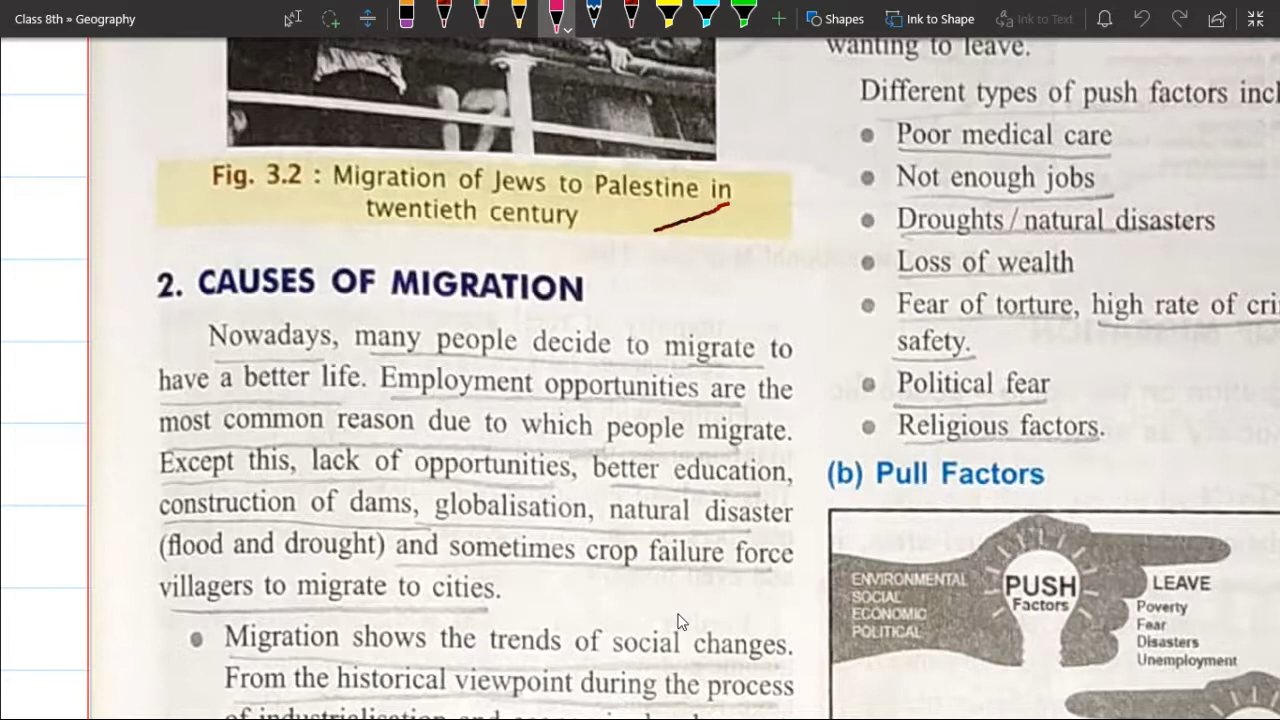 Class 8th » Geography
Shapes
Ink to Shape
Ink to Text
Fig. 3.2 : Migration of Jews to Palestine in
twentieth century
2. CAUSES OF MIGRATION
Nowadays, many people decide to migrate to
have a better life. Employment opportunities are the
most common reason due to which people migrate.
Except this, lack of opportunities, better education,
construction of dams, globalisation, natural disaster
(flood and drought) and sometimes crop failure force
villagers to migrate to cities.
• Migration shows the trends of social changes.
From the historical viewpoint during the process
of industrialisation and
wanting to leave.
Different types of push factors incl
• Poor medical care
• Not enough jobs
• Droughts / natural disasters
• Loss of wealth
• Fear of torture, high rate of cri
safety.
• Political fear
• Religious factors.
(b) Pull Factors
ENVIRONMENTAL
SOCIAL
ECONOMIC
POLITICAL
PUSH
Factors
LEAVE
Poverty
Fear
Disasters
Unemployment